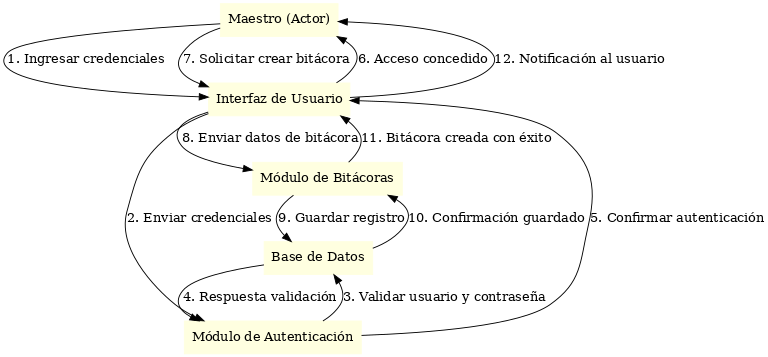 Maestro (Actor)
1. Ingresar credenciales
7. Solicitar crear bitácora
6. Acceso concedido
12. Notificación al usuario
Interfaz de Usuario
8. Enviar datos de bitácora
11. Bitácora creada con éxito
Módulo de Bitácoras
2. Enviar credenciales
9. Guardar registro
10. Confirmación guardado
5. Confirmar autenticación
Base de Datos
4. Respuesta validación
3. Validar usuario y contraseña
Módulo de Autenticación